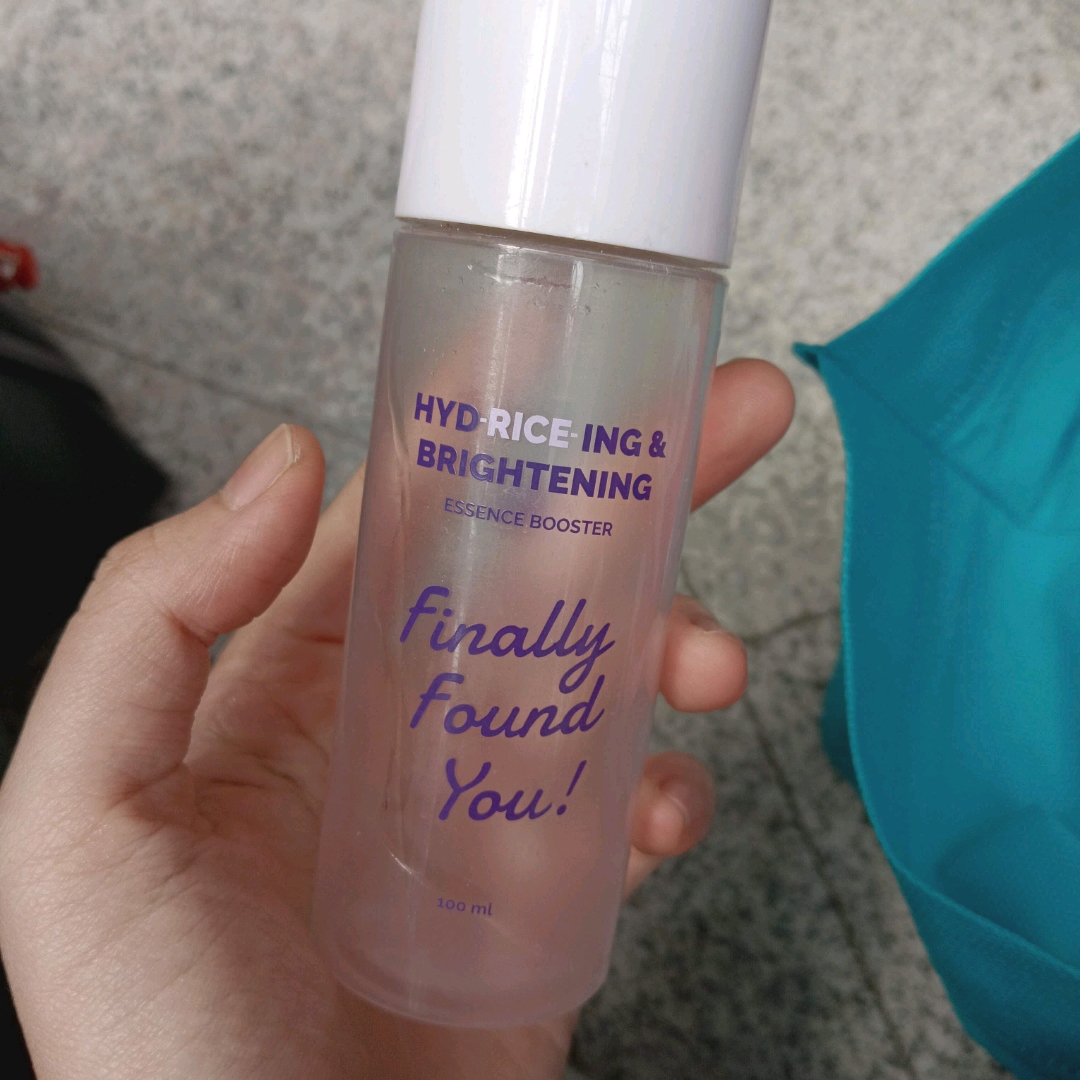 HYD-RICE-ING &
BRIGHTENING
ESSENCE BOOSTER
Finally
Found
You!
100 ml